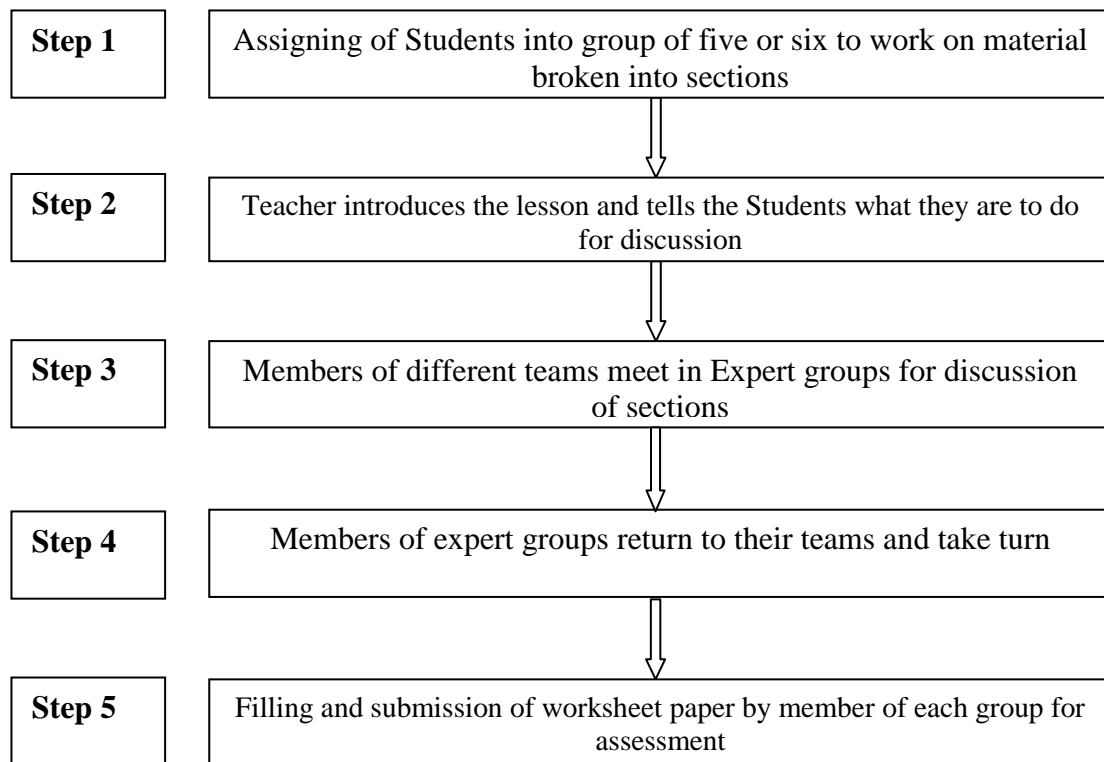 Step 1
Assigning of Students into group of five or six to work on material
broken into sections
Step 2
Teacher introduces the lesson and tells the Students what they are to do
for discussion
Step 3
Members of different teams meet in Expert groups for discussion
of sections
Step 4
Members of expert groups return to their teams and take turn
Step 5
Filling and submission of worksheet paper by member of each group for
assessment